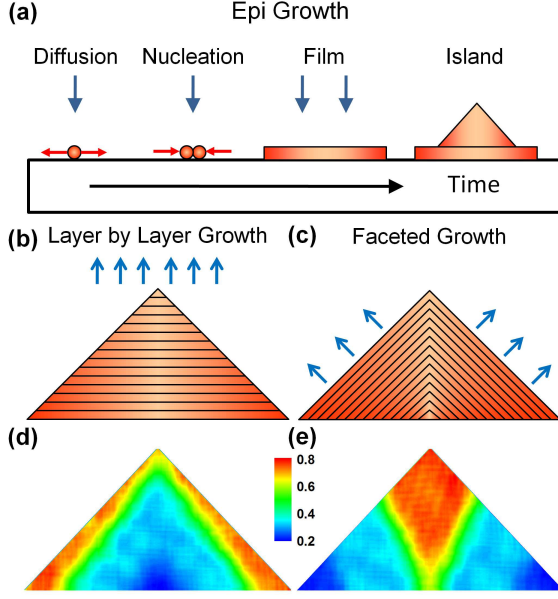 (a) Epi Growth
Diffusion Nucleation Film Island
Time
(b) Layer by Layer Growth
(c) Faceted Growth
(d)
(e)
0.8
0.6
0.4
0.2